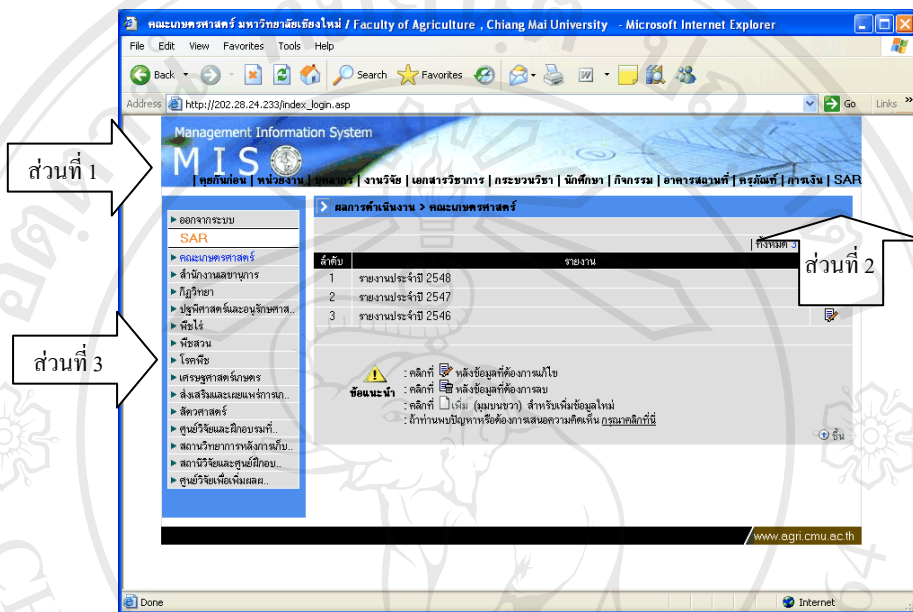 คณะเกษตรศาสตร์ มหาวิทยาลัยเชียงใหม่ / Faculty of Agriculture , Chiang Mai University - Microsoft Internet Explorer
File Edit View Favorites Tools Help
Back Search Favorites
Address http://202.28.24.233/index_login.asp Go Links »
Management Information System
MIS
ส่วนที่ 1
| คุยกันก่อน | หน่วยงาน | บุคลากร | งานวิจัย | เอกสารวิชาการ | กระบวนวิชา | นักศึกษา | กิจกรรม | อาคารสถานที่ | ครุภัณฑ์ | การเงิน | SAR
ผลการดำเนินงาน > คณะเกษตรศาสตร์
ออกจากระบบ
SAR
| ทั้งหมด 3
ส่วนที่ 2
คณะเกษตรศาสตร์
สำนักงานเลขานุการ
กีฏวิทยา
ปฐพีศาสตร์และอนุรักษศาส..
พืชไร่
พืชสวน
โรคพืช
เศรษฐศาสตร์เกษตร
ส่งเสริมและเผยแพร่การเก..
สัตวศาสตร์
ศูนย์วิจัยและฝึกอบรมที่..
สถานวิทยาการหลังการเก็บ..
สถานีวิจัยและศูนย์ฝึกอบ..
ศูนย์วิจัยเพื่อเพิ่มผลผ..
ส่วนที่ 3
ลำดับ รายงาน
1 รายงานประจำปี 2548
2 รายงานประจำปี 2547
3 รายงานประจำปี 2546
ข้อแนะนำ
: คลิกที่ หลังข้อมูลที่ต้องการแก้ไข
: คลิกที่ หลังข้อมูลที่ต้องการลบ
: คลิกที่ เพิ่ม (มุมบนขวา) สำหรับเพิ่มข้อมูลใหม่
: ถ้าท่านพบปัญหาหรือต้องการเสนอความคิดเห็น กรุณาคลิกที่นี่
ขึ้น
www.agri.cmu.ac.th
Done Internet